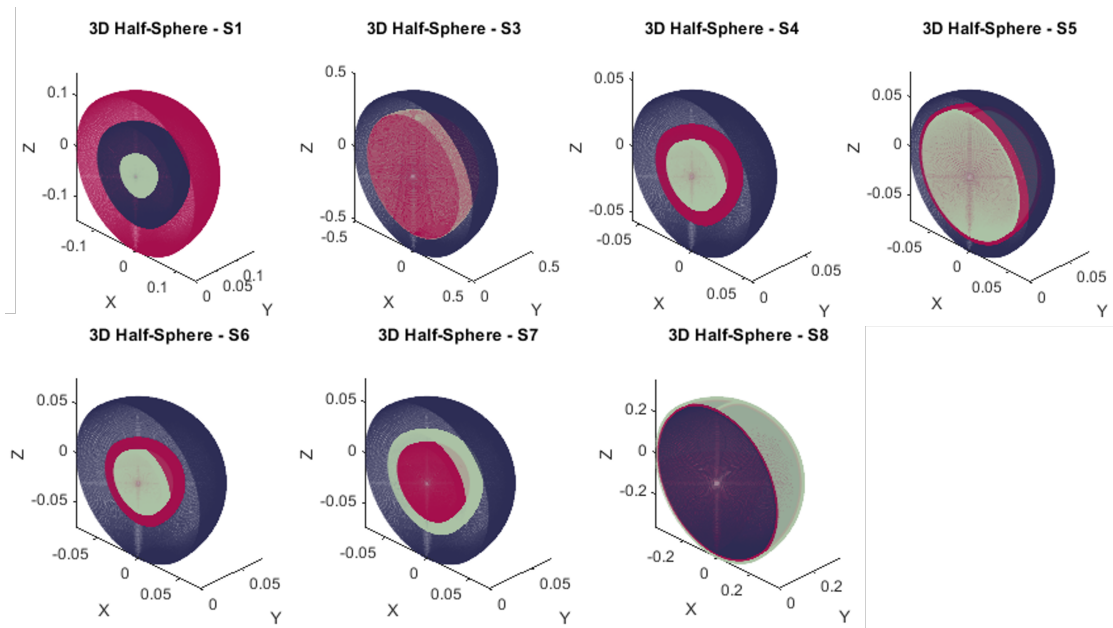 3D Half-Sphere - S1
0.1
0
-0.1
Z
-0.1
0
0.1
X
0
0.05
0.1
Y
3D Half-Sphere - S3
0.5
0
-0.5
Z
-0.5
0
0.5
X
0
0.5
Y
3D Half-Sphere - S4
0.05
0
-0.05
Z
-0.05
0
0.05
X
0
0.05
Y
3D Half-Sphere - S5
0.05
0
-0.05
Z
-0.05
0
0.05
X
0
0.05
Y
3D Half-Sphere - S6
0.05
0
-0.05
Z
-0.05
0
0.05
X
0
0.05
Y
3D Half-Sphere - S7
0.05
0
-0.05
Z
-0.05
0
0.05
X
0
0.05
Y
3D Half-Sphere - S8
0.2
0
-0.2
Z
-0.2
0
0.2
X
0
0.2
Y